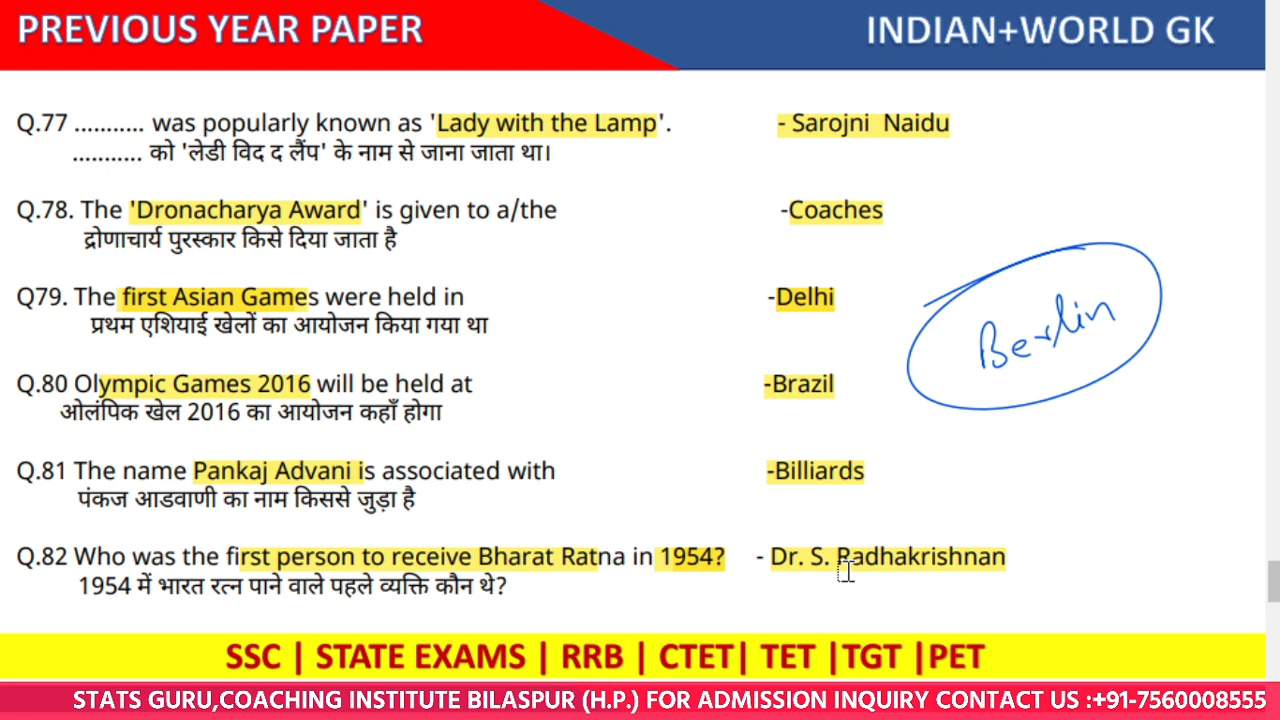 PREVIOUS YEAR PAPER INDIAN+WORLD GK
Q.77 ........... was popularly known as 'Lady with the Lamp'. - Sarojni Naidu
........... को 'लेडी विद द लैंप' के नाम से जाना जाता था।
Q.78. The 'Dronacharya Award' is given to a/the -Coaches
द्रोणाचार्य पुरस्कार किसे दिया जाता है
Q79. The first Asian Games were held in -Delhi
प्रथम एशियाई खेलों का आयोजन किया गया था
Berlin
Q.80 Olympic Games 2016 will be held at -Brazil
ओलंपिक खेल 2016 का आयोजन कहाँ होगा
Q.81 The name Pankaj Advani is associated with -Billiards
पंकज आडवाणी का नाम किससे जुड़ा है
Q.82 Who was the first person to receive Bharat Ratna in 1954? - Dr. S. Radhakrishnan
1954 में भारत रत्न पाने वाले पहले व्यक्ति कौन थे?
SSC | STATE EXAMS | RRB | CTET| TET |TGT |PET
STATS GURU,COACHING INSTITUTE BILASPUR (H.P.) FOR ADMISSION INQUIRY CONTACT US :+91-7560008555